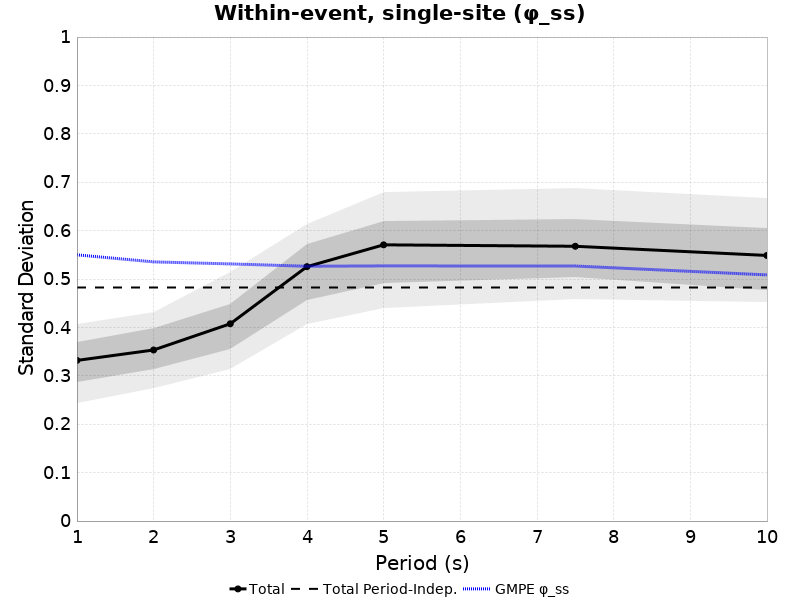 Within-event, single-site (φ_ss)
1
0.9
0.8
0.7
0.6
0.5
0.4
0.3
0.2
0.1
0
Standard Deviation
1 2 3 4 5 6 7 8 9 10
Period (s)
Total Total Period-Indep. GMPE φ_ss